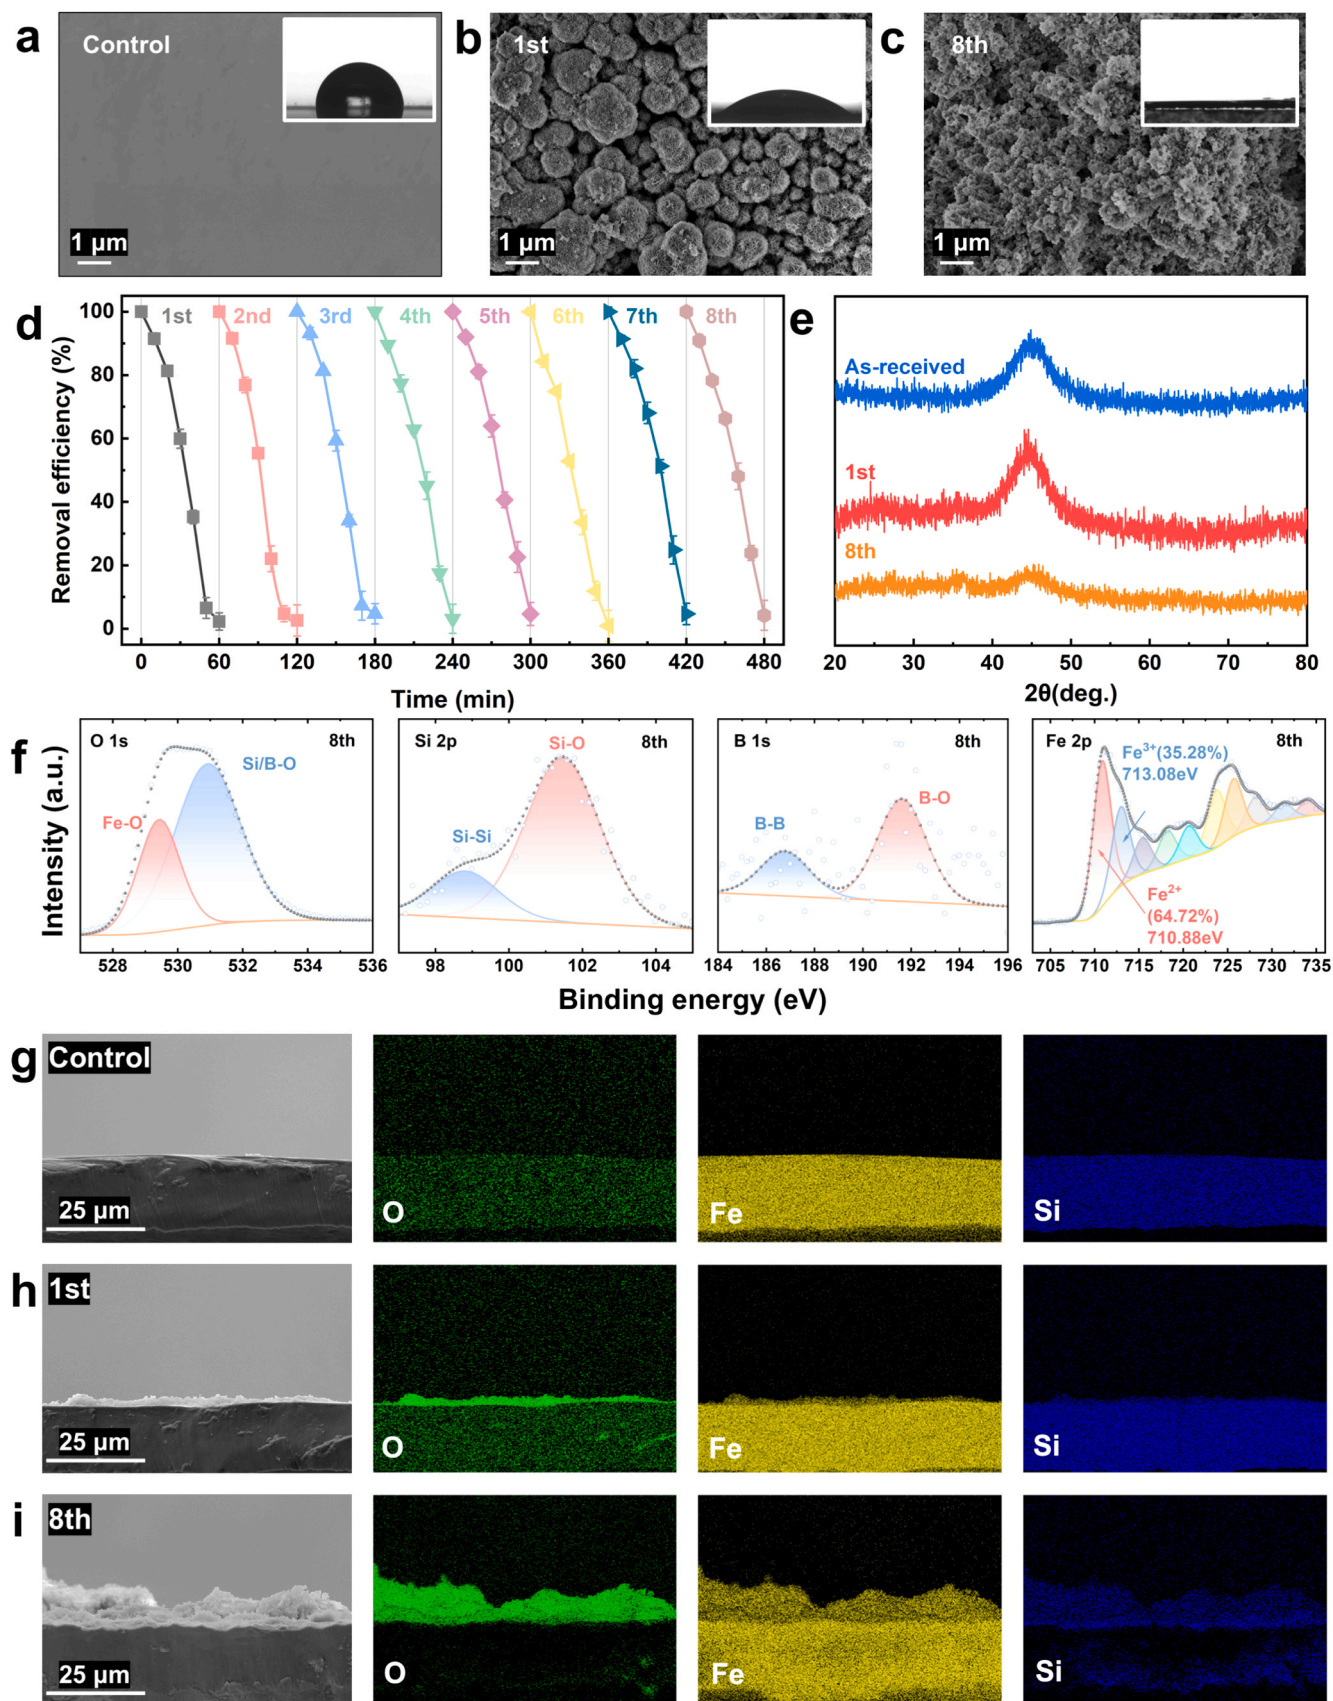 a
Control
1 µm
b
1st
1 µm
c
8th
1 µm
d
Removal efficiency (%)
100
80
60
40
20
0
1st
2nd
3rd
4th
5th
6th
7th
8th
0
60
120
180
240
300
360
420
480
Time (min)
e
As-received
1st
8th
20
30
40
50
60
70
80
2θ(deg.)
f
Intensity (a.u.)
O 1s
8th
Si/B-O
Fe-O
528
530
532
534
536
Si 2p
8th
Si-O
Si-Si
98
100
102
104
B 1s
8th
B-O
B-B
184
186
188
190
192
194
196
Fe 2p
8th
Fe3+(35.28%)
713.08eV
Fe2+
(64.72%)
710.88eV
705
710
715
720
725
730
735
Binding energy (eV)
g
Control
25 µm
O
Fe
Si
h
1st
25 µm
O
Fe
Si
i
8th
25 µm
O
Fe
Si